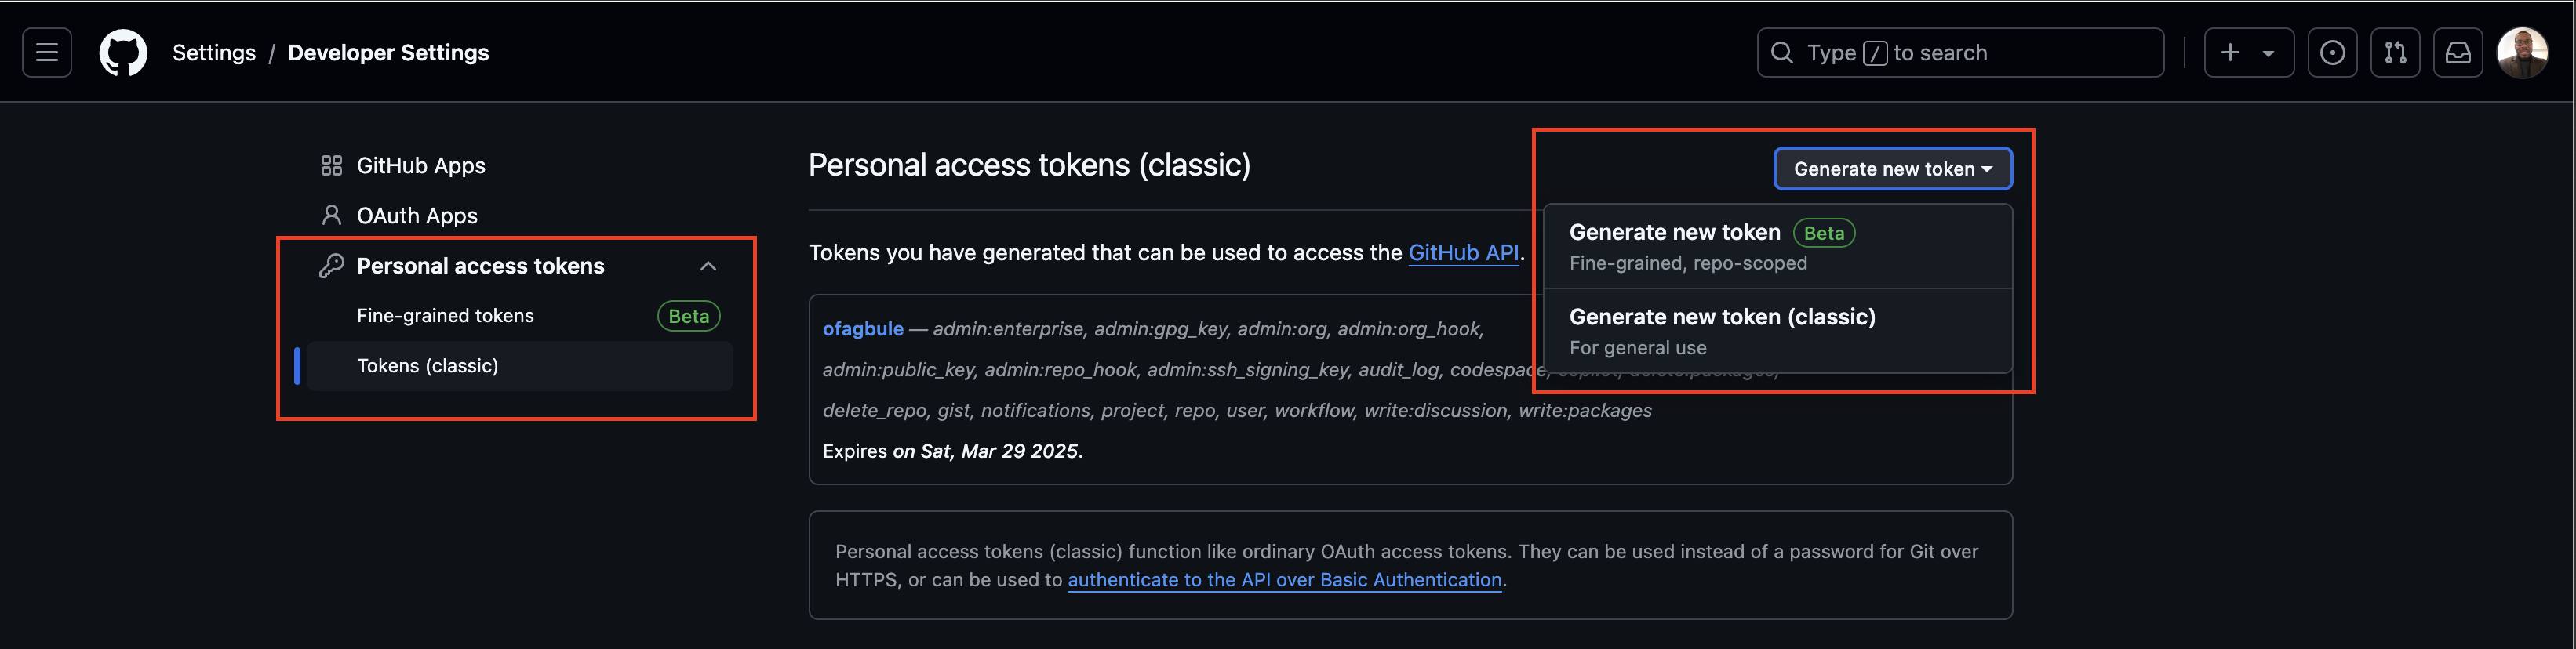 Settings / Developer Settings
Type / to search
GitHub Apps
OAuth Apps
Personal access tokens
Fine-grained tokens Beta
Tokens (classic)
Personal access tokens (classic)
Generate new token
Generate new token Beta
Fine-grained, repo-scoped
Generate new token (classic)
For general use
Tokens you have generated that can be used to access the GitHub API.
ofagbule — admin:enterprise, admin:gpg_key, admin:org, admin:org_hook,
admin:public_key, admin:repo_hook, admin:ssh_signing_key, audit_log, codespace, copilot, delete:packages,
delete_repo, gist, notifications, project, repo, user, workflow, write:discussion, write:packages
Expires on Sat, Mar 29 2025.
Personal access tokens (classic) function like ordinary OAuth access tokens. They can be used instead of a password for Git over
HTTPS, or can be used to authenticate to the API over Basic Authentication.